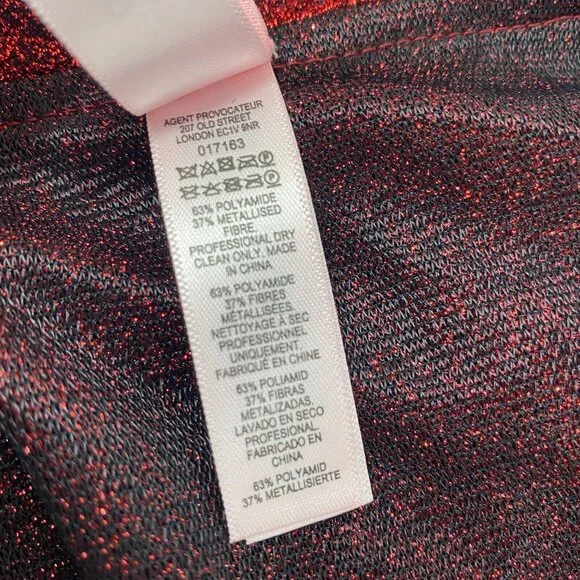 AGENT PROVOCATEUR
207 OLD STREET
LONDON EC1V 9NR
017163
63% POLYAMIDE
37% METALLISED
FIBRE.
PROFESSIONAL DRY
CLEAN ONLY. MADE
IN CHINA
63% POLYAMIDE
37% FIBRES
MÉTALLISÉES.
NETTOYAGE À SEC
PROFESSIONNEL
UNIQUEMENT.
FABRIQUÉ EN CHINE
63% POLIAMID
37% FIBRAS
METALIZADAS.
LAVADO EN SECO
PROFESIONAL.
FABRICADO EN
CHINA
63% POLYAMID
37% METALLISIERTE